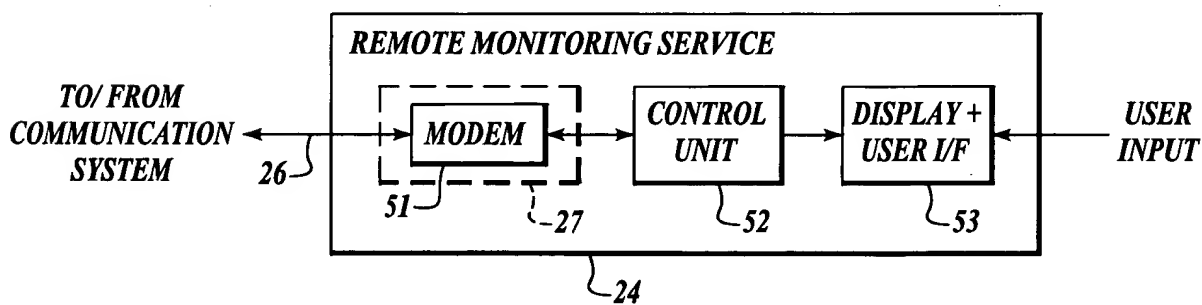 REMOTE MONITORING SERVICE
TO/ FROM
COMMUNICATION
SYSTEM
26
MODEM
51
27
CONTROL
UNIT
52
DISPLAY +
USER I/F
53
USER
INPUT
24